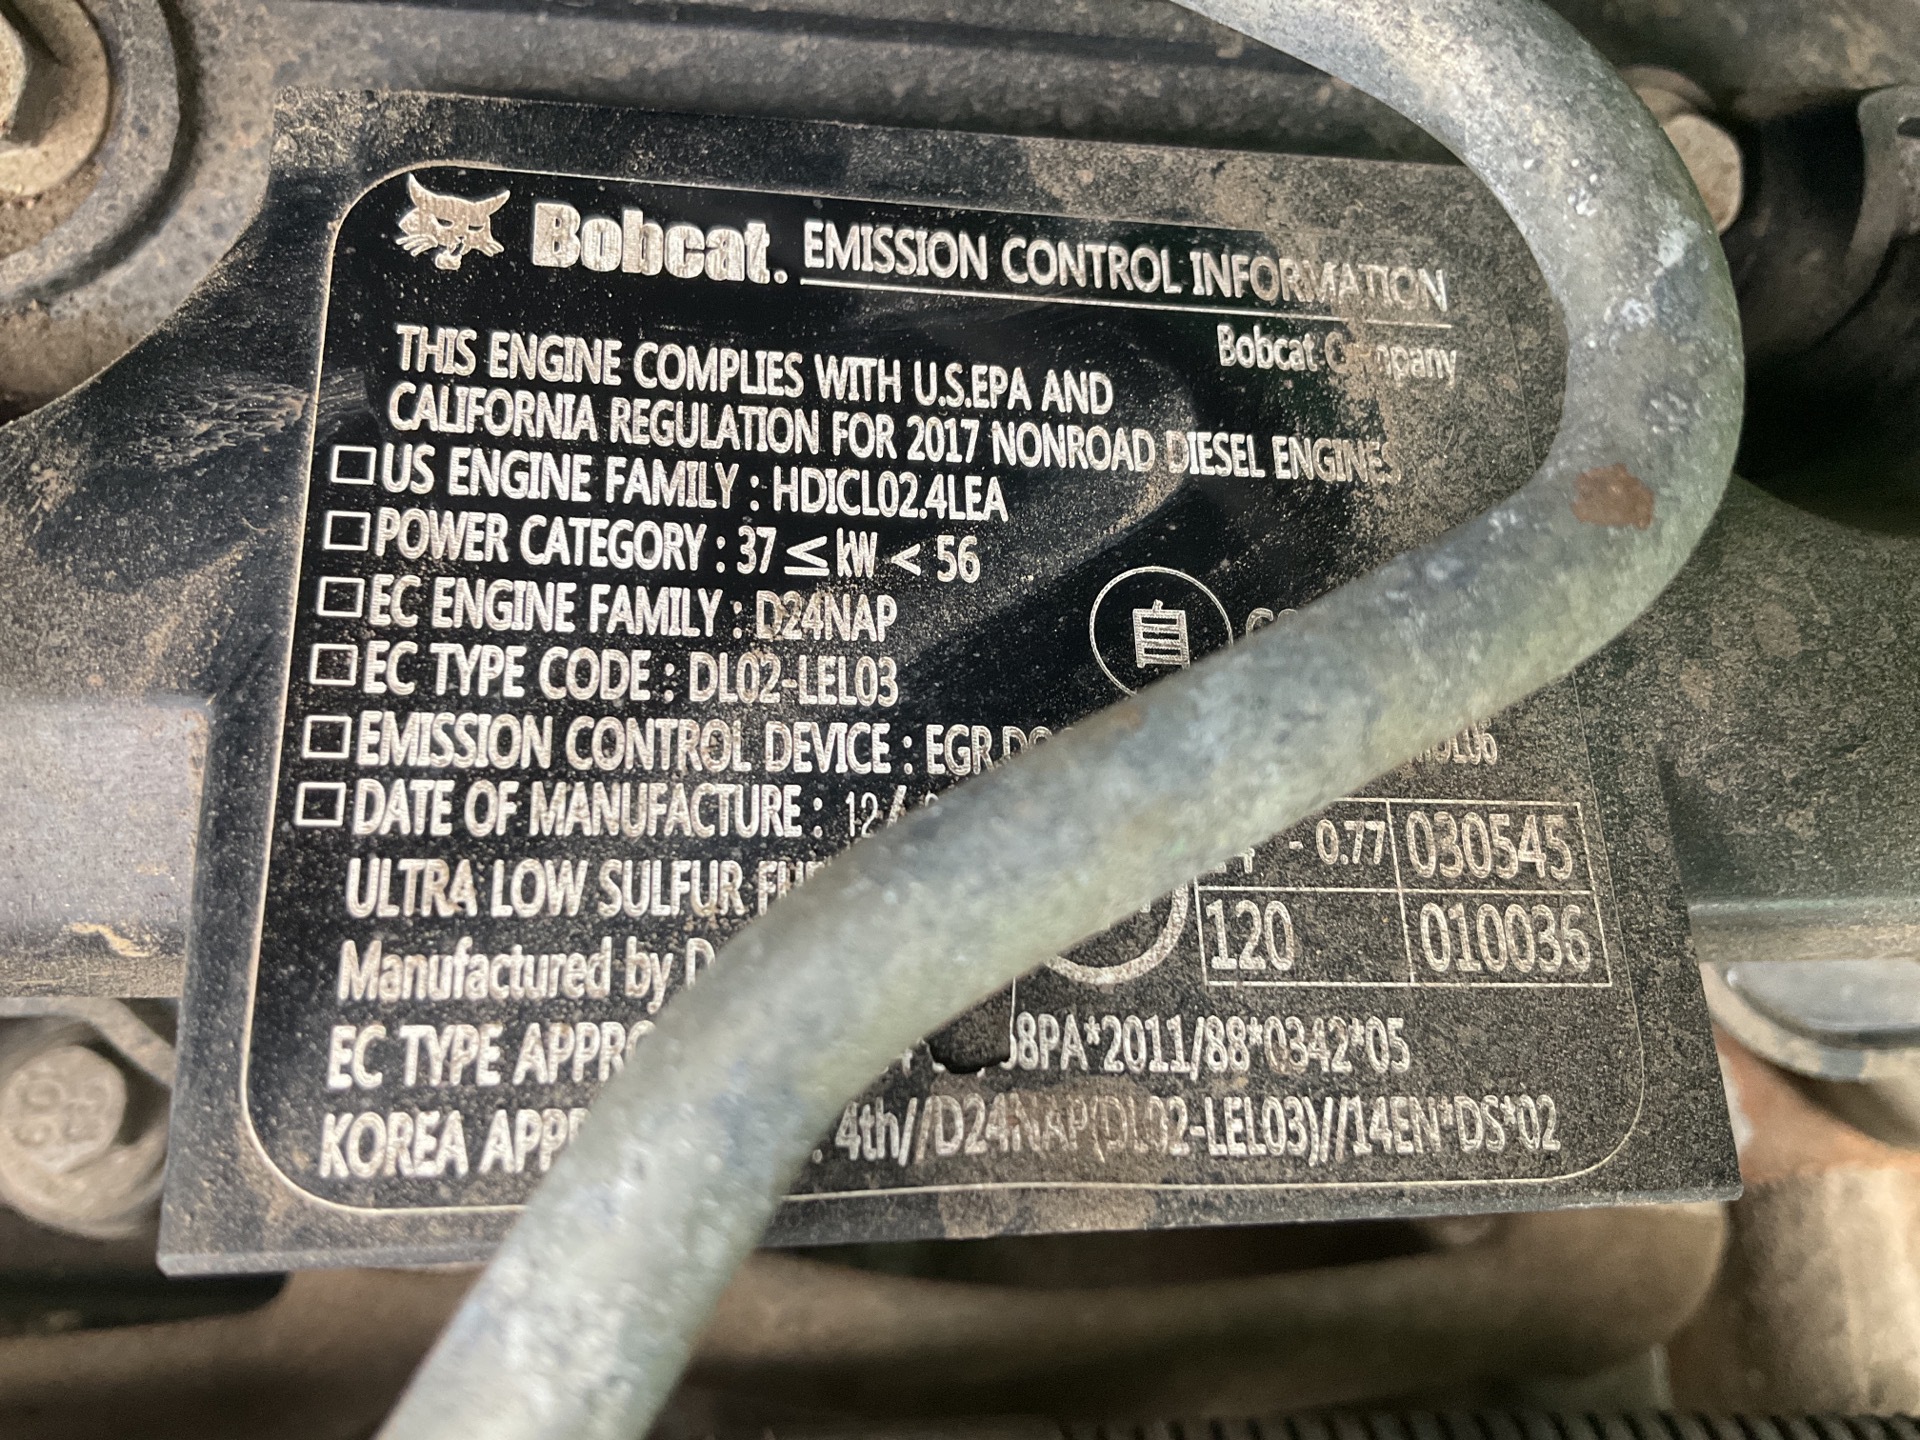 Bobcat. EMISSION CONTROL INFORMATION
Bobcat Company
THIS ENGINE COMPLIES WITH U.S.EPA AND
CALIFORNIA REGULATION FOR 2017 NONROAD DIESEL ENGINES
US ENGINE FAMILY : HDICL02.4LEA
POWER CATEGORY : 37 ≤ kW < 56
EC ENGINE FAMILY : D24NAP
EC TYPE CODE : DL02-LEL03
自
EMISSION CONTROL DEVICE : EGR
DATE OF MANUFACTURE : 12/
- 0.77 030545
ULTRA LOW SULFUR
120 010036
Manufactured by
EC TYPE 8PA*2011/88*0342*05
KOREA 4th//D24NAP(DL02-LEL03)//14EN*DS*02